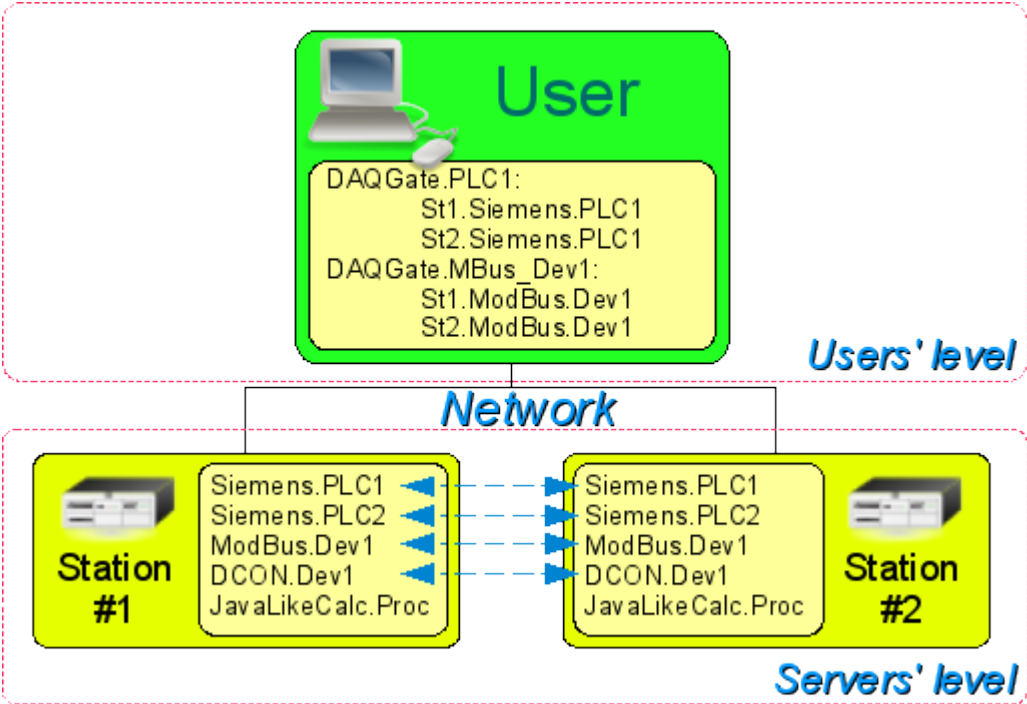 User
DAQGate.PLC1:
St1.Siemens.PLC1
St2.Siemens.PLC1
DAQGate.MBus_Dev1:
St1.ModBus.Dev1
St2.ModBus.Dev1
Users' level
Network
Station
#1
Siemens.PLC1
Siemens.PLC2
ModBus.Dev1
DCON.Dev1
JavaLikeCalc.Proc
Siemens.PLC1
Siemens.PLC2
ModBus.Dev1
DCON.Dev1
JavaLikeCalc.Proc
Station
#2
Servers' level